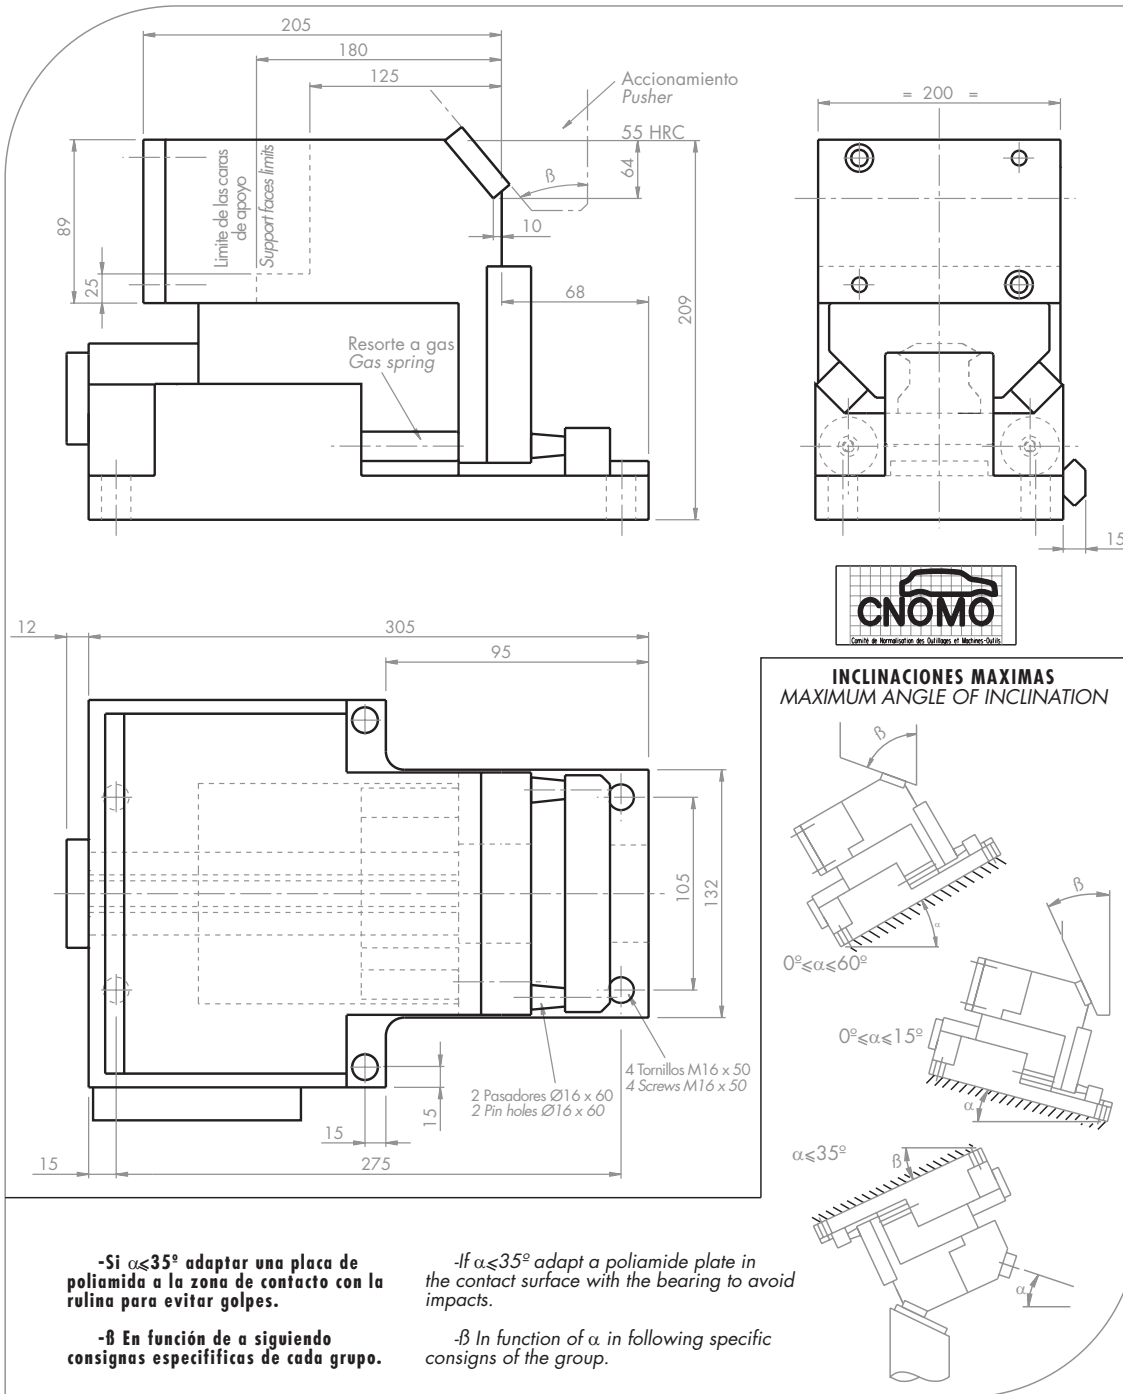 205
180
125
Accionamiento
Pusher
= 200 =
55 HRC
64
ß
10
Limite de las caras
de apoyo
Support faces limits
89
25
68
209
Resorte a gas
Gas spring
15
CNOMO
Comité de Normalisation des Outillages et Machines-Outils
12
305
95
INCLINACIONES MAXIMAS
MAXIMUM ANGLE OF INCLINATION
ß
α
0º≤α≤60º
ß
0º≤α≤15º
α
105
132
4 Tornillos M16 x 50
4 Screws M16 x 50
2 Pasadores Ø16 x 60
2 Pin holes Ø16 x 60
15
15
15
275
α≤35º
ß
α
-Si α≤35º adaptar una placa de
poliamida a la zona de contacto con la
rulina para evitar golpes.
-ß En función de a siguiendo
consignas especifificas de cada grupo.
-If α≤35º adapt a poliamide plate in
the contact surface with the bearing to avoid
impacts.
-ß In function of α in following specific
consigns of the group.